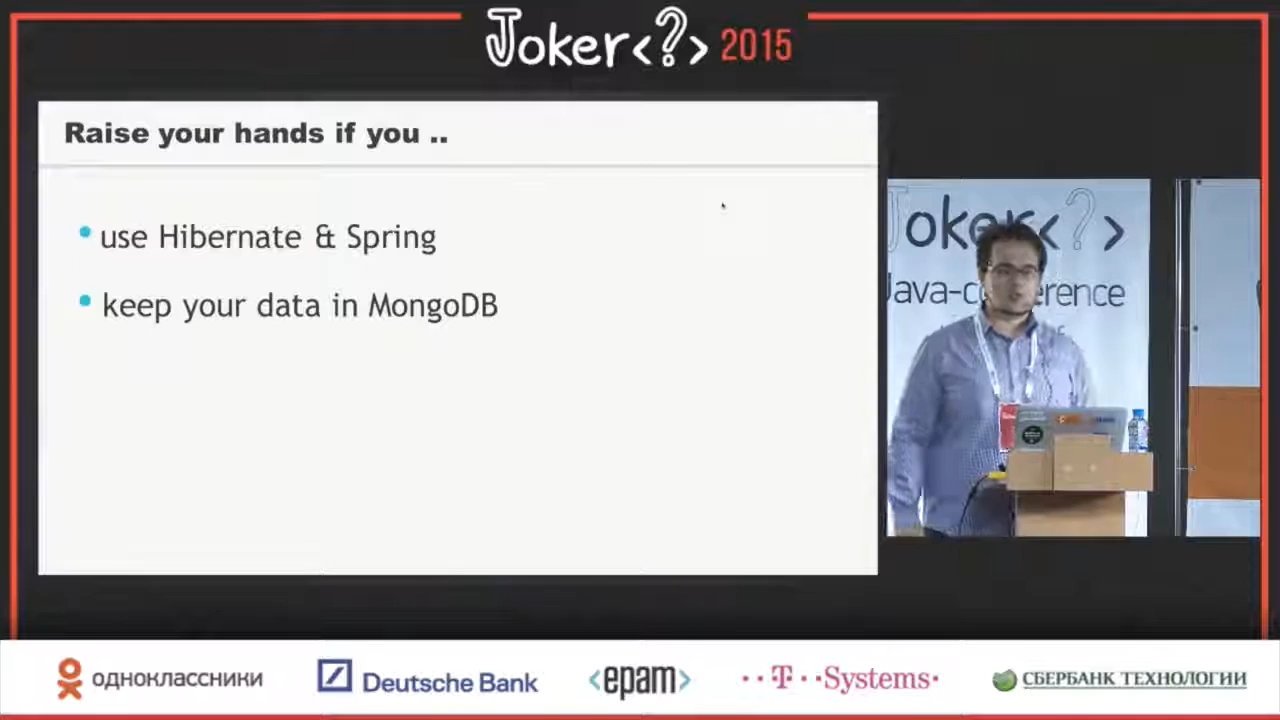 Joker<?> 2015
Raise your hands if you ..
use Hibernate & Spring
keep your data in MongoDB
Joker<?>
Java-conference
одноклассники
Deutsche Bank
<epam>
T··Systems·
СБЕРБАНК ТЕХНОЛОГИИ